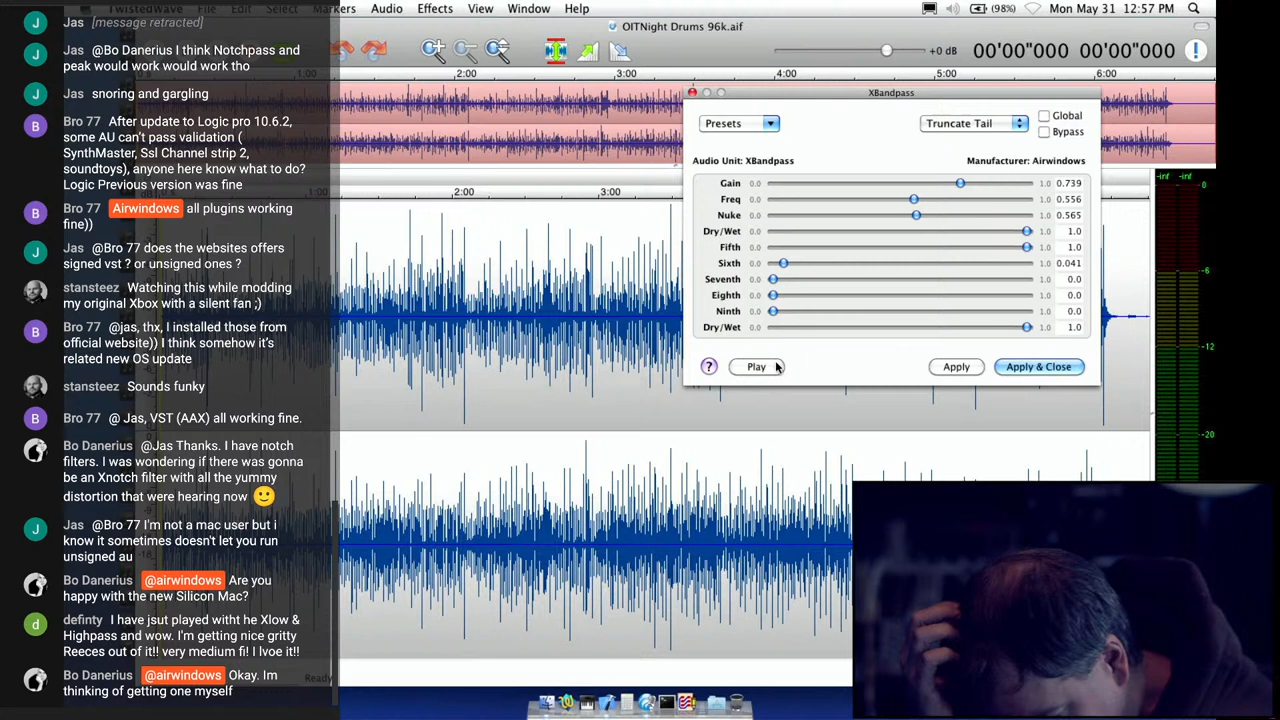 TwistedWave File Edit Select Markers Audio Effects View Window Help (98%) Mon May 31 12:57 PM
OITNight Drums 96k.aif
+0 dB 00'00"000 00'00"000
1:00 2:00 3:00 4:00 5:00 6:00
1:00 2:00 3:00
Jas [message retracted]
Jas @Bo Danerius I think Notchpass and
peak would work would work tho
Jas snoring and gargling
Bro 77 After update to Logic pro 10.6.2,
some AU can't pass validation (
SynthMaster, Ssl Channel strip 2,
soundtoys), anyone here know what to do?
Logic Previous version was fine
Bro 77 Airwindows all plugins working
fine))
Jas @Bro 77 does the websites offers
signed vst ? or unsigned ones ?
stansteez Watching this while modding
my original Xbox with a silent fan ;)
Bro 77 @jas, thx, I installed those from
official website)) I think somehow it's
related new OS update
stansteez Sounds funky
Bro 77 @ Jas, VST (AAX) all working fine
Bo Danerius @Jas Thanks. I have notch
filters. I was wondering if there was gonna
be an Xnotch filter with all the yummy
distortion that were hearing now 🙂
Jas @Bro 77 I'm not a mac user but i
know it sometimes doesn't let you run
unsigned au
Bo Danerius @airwindows Are you
happy with the new Silicon Mac?
definty I have jsut played witht he Xlow &
Highpass and wow. I'm getting nice gritty
Reeces out of it!! very medium fi! I lvoe it!!
Bo Danerius @airwindows Okay. Im
thinking of getting one myself
Ready
XBandpass
Presets Truncate Tail Global
Bypass
Audio Unit: XBandpass Manufacturer: Airwindows
Gain 0.0 1.0 0.739
Freq 0.0 1.0 0.556
Nuke 0.0 1.0 0.565
Dry/Wet 0.0 1.0 1.0
Fifth 0.0 1.0 1.0
Sixth 0.0 1.0 0.041
Seventh 0.0 1.0 0.0
Eighth 0.0 1.0 0.0
Ninth 0.0 1.0 0.0
Dry/Wet 0.0 1.0 1.0
? Play Apply Apply & Close
-inf -inf
0
-6
-12
-20